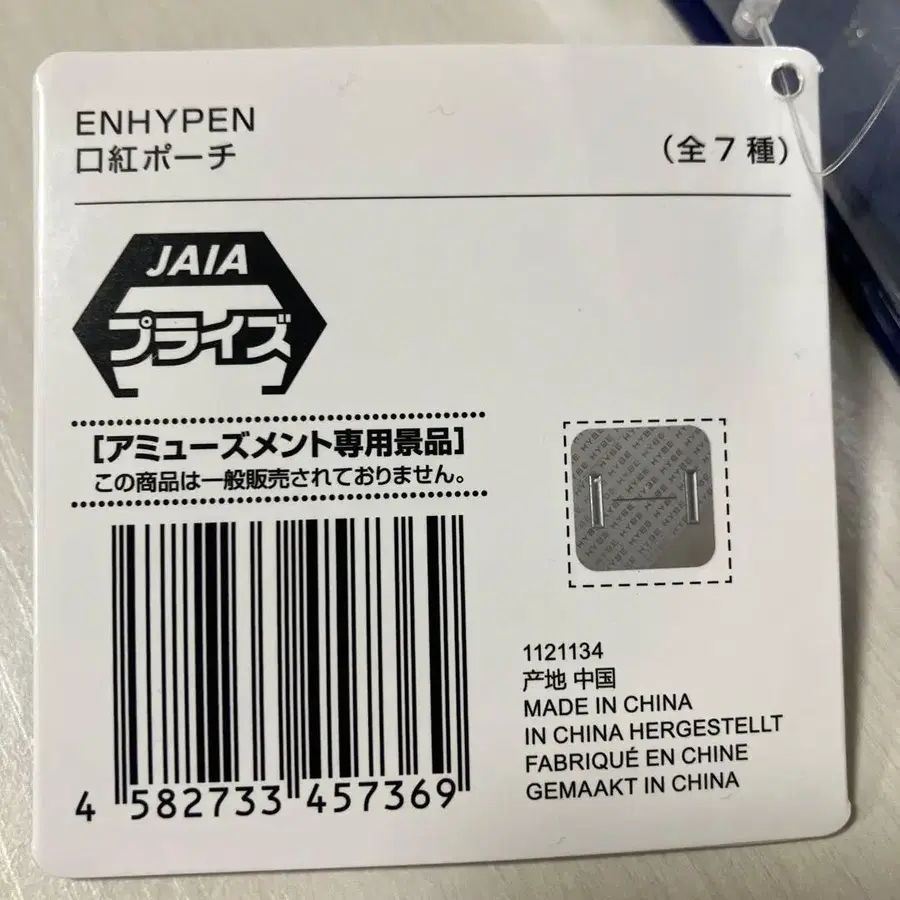 ENHYPEN
口紅ポーチ
（全7種）
JAIA
プライズ
［アミューズメント専用景品］
この商品は一般販売されておりません。
HYBE
4 582733 457369
1121134
产地 中国
MADE IN CHINA
IN CHINA HERGESTELLT
FABRIQUÉ EN CHINE
GEMAAKT IN CHINA